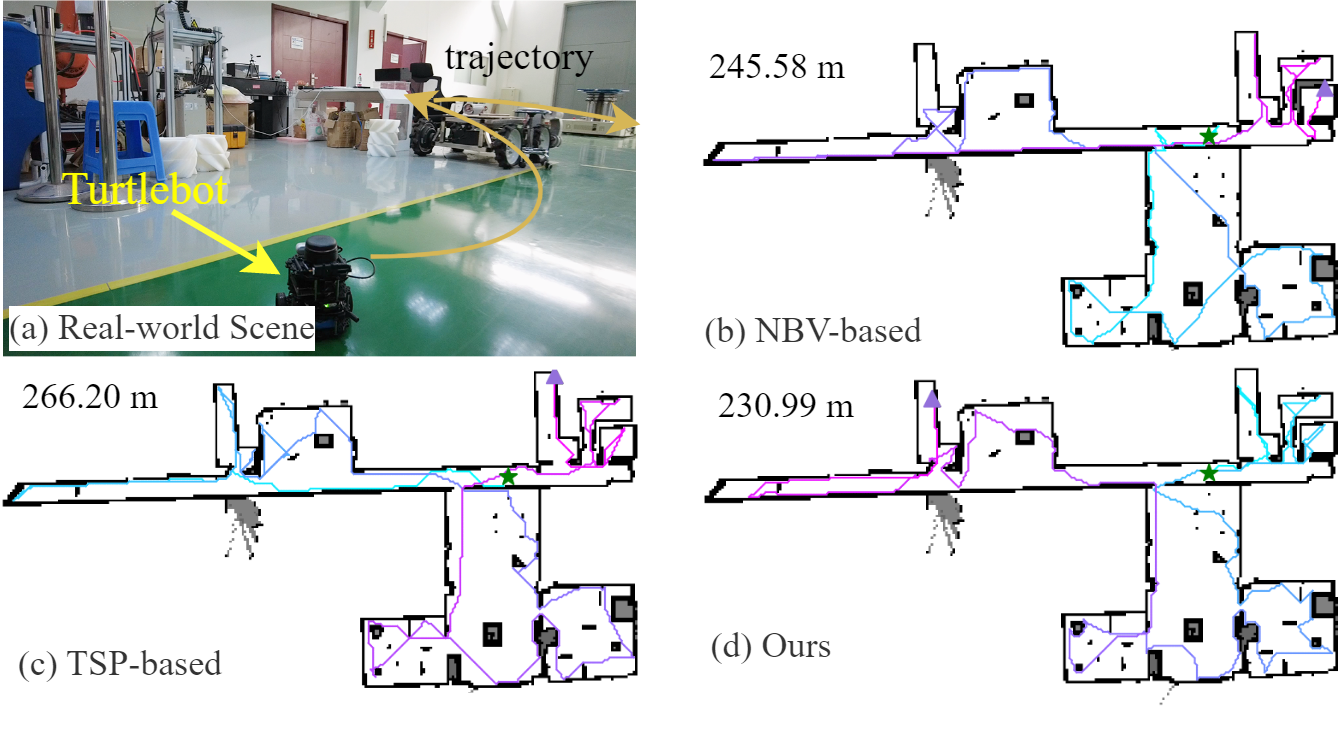 trajectory
Turtlebot
(a) Real-world Scene
245.58 m
(b) NBV-based
266.20 m
(c) TSP-based
230.99 m
(d) Ours